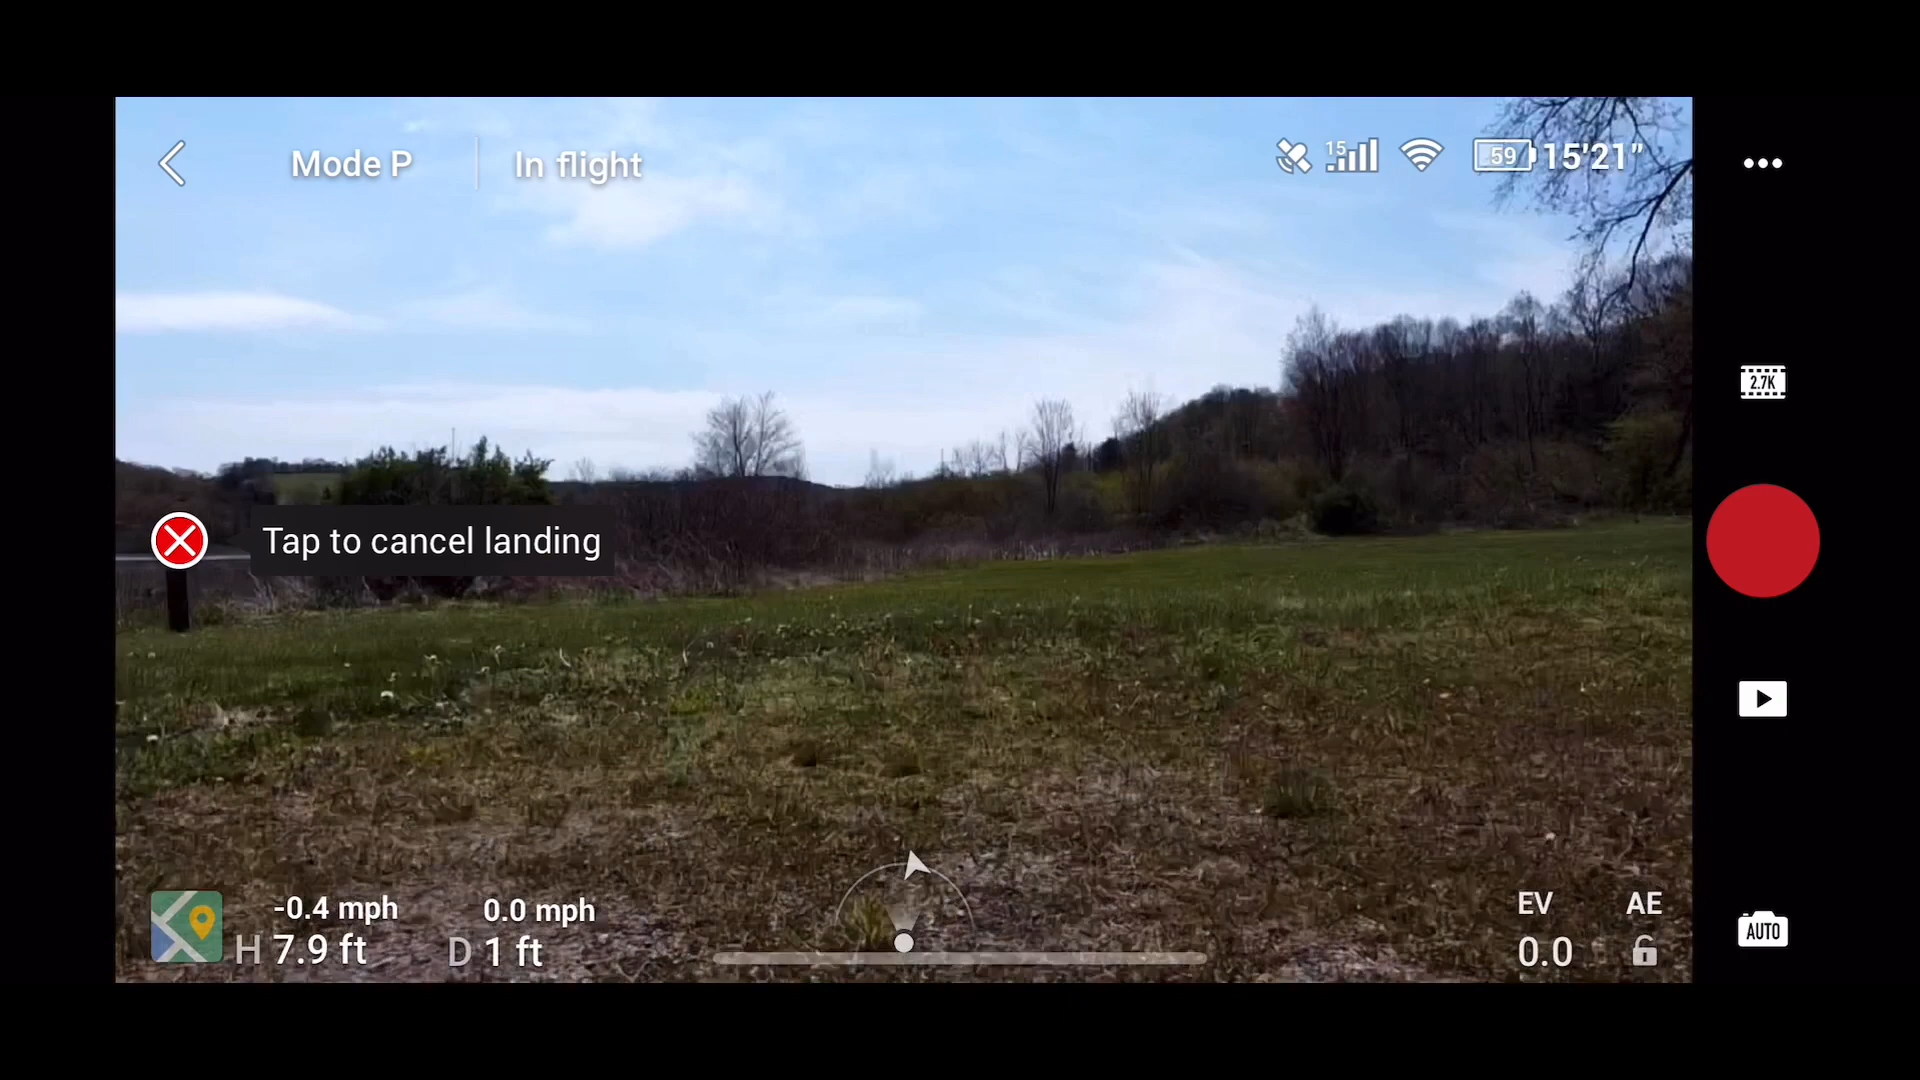 Mode P
In flight
15
59
15'21"
2.7K
Tap to cancel landing
-0.4 mph
0.0 mph
H 7.9 ft
D 1 ft
EV
AE
0.0
AUTO